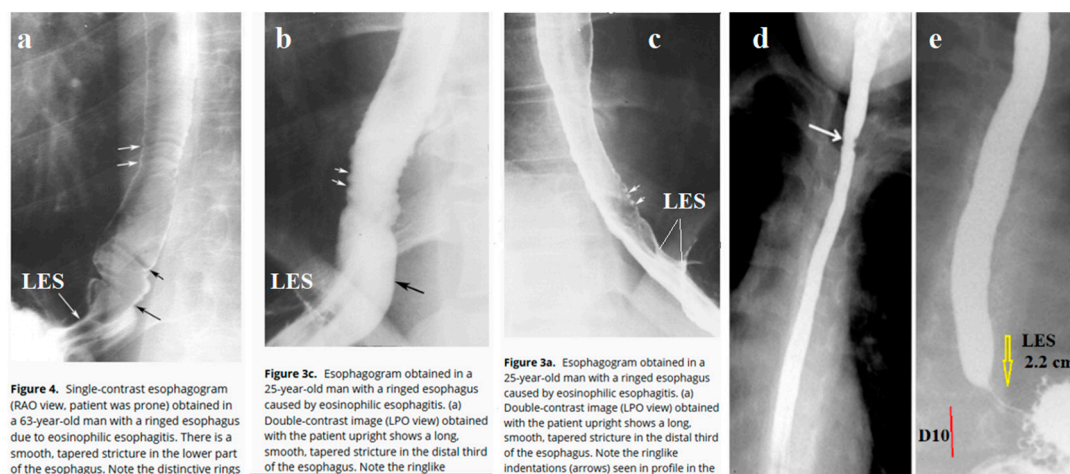 a
LES
Figure 4. Single-contrast esophagogram
(RAO view, patient was prone) obtained in
a 63-year-old man with a ringed esophagus
due to eosinophilic esophagitis. There is a
smooth, tapered stricture in the lower part
of the esophagus. Note the distinctive rings
b
LES
Figure 3c. Esophagogram obtained in a
25-year-old man with a ringed esophagus
caused by eosinophilic esophagitis. (a)
Double-contrast image (LPO view) obtained
with the patient upright shows a long,
smooth, tapered stricture in the distal third
of the esophagus. Note the ringlike
c
LES
Figure 3a. Esophagogram obtained in a
25-year-old man with a ringed esophagus
caused by eosinophilic esophagitis. (a)
Double-contrast image (LPO view) obtained
with the patient upright shows a long,
smooth, tapered stricture in the distal third
of the esophagus. Note the ringlike
indentations (arrows) seen in profile in the
d
e
LES
2.2 cm
D10